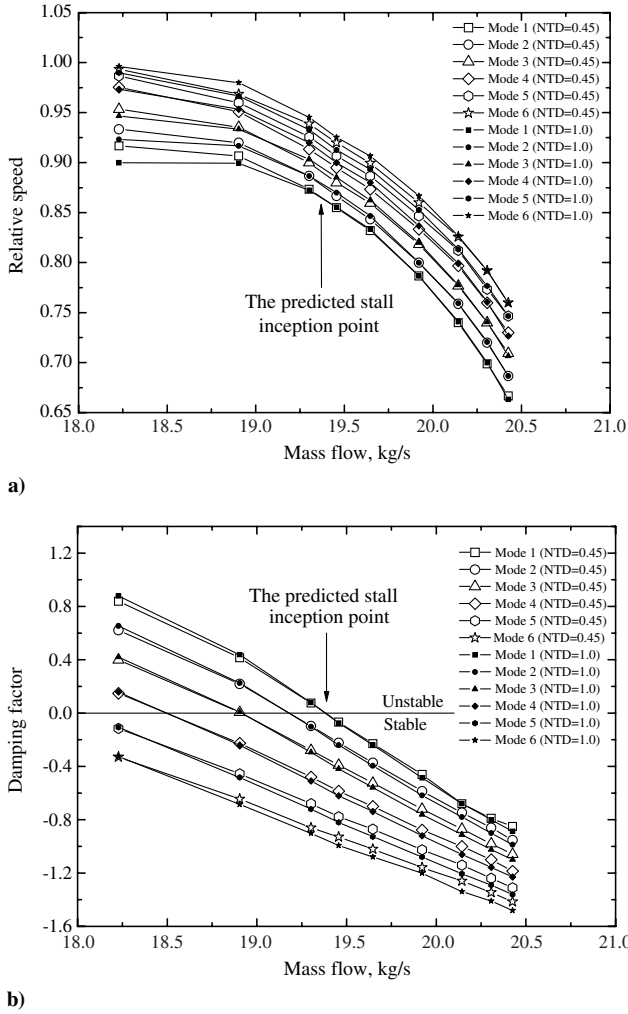 1.05
1.00
0.95
0.90
0.85
0.80
0.75
0.70
0.65
Relative speed
Mode 1 (NTD=0.45)
Mode 2 (NTD=0.45)
Mode 3 (NTD=0.45)
Mode 4 (NTD=0.45)
Mode 5 (NTD=0.45)
Mode 6 (NTD=0.45)
Mode 1 (NTD=1.0)
Mode 2 (NTD=1.0)
Mode 3 (NTD=1.0)
Mode 4 (NTD=1.0)
Mode 5 (NTD=1.0)
Mode 6 (NTD=1.0)
The predicted stall
inception point
18.0 18.5 19.0 19.5 20.0 20.5 21.0
Mass flow, kg/s
a)
1.2
0.8
0.4
0.0
-0.4
-0.8
-1.2
-1.6
Damping factor
Mode 1 (NTD=0.45)
Mode 2 (NTD=0.45)
Mode 3 (NTD=0.45)
Mode 4 (NTD=0.45)
Mode 5 (NTD=0.45)
Mode 6 (NTD=0.45)
Mode 1 (NTD=1.0)
Mode 2 (NTD=1.0)
Mode 3 (NTD=1.0)
Mode 4 (NTD=1.0)
Mode 5 (NTD=1.0)
Mode 6 (NTD=1.0)
The predicted stall
inception point
Unstable
Stable
18.0 18.5 19.0 19.5 20.0 20.5 21.0
Mass flow, kg/s
b)